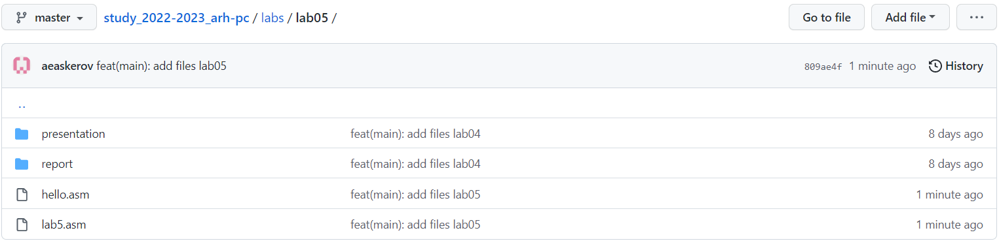 master study_2022-2023_arh-pc / labs / lab05 / Go to file Add file ...
aeaskerov feat(main): add files lab05 809ae4f 1 minute ago History
..
presentation feat(main): add files lab04 8 days ago
report feat(main): add files lab04 8 days ago
hello.asm feat(main): add files lab05 1 minute ago
lab5.asm feat(main): add files lab05 1 minute ago